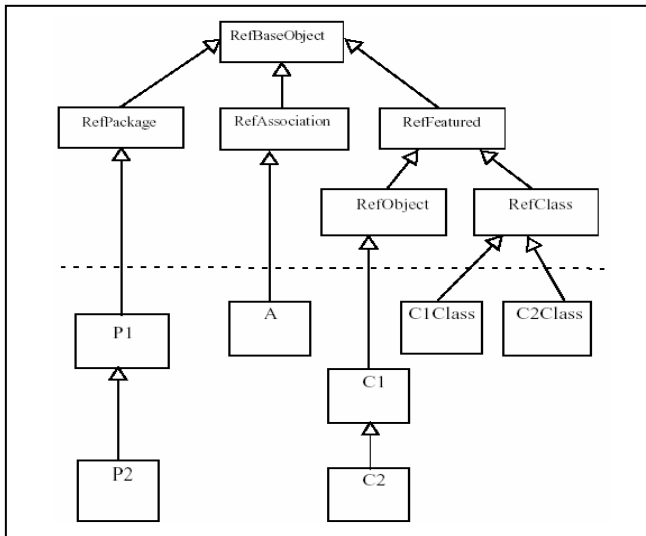 RefBaseObject
RefPackage
RefAssociation
RefFeatured
RefObject
RefClass
P1
A
C1Class
C2Class
C1
P2
C2